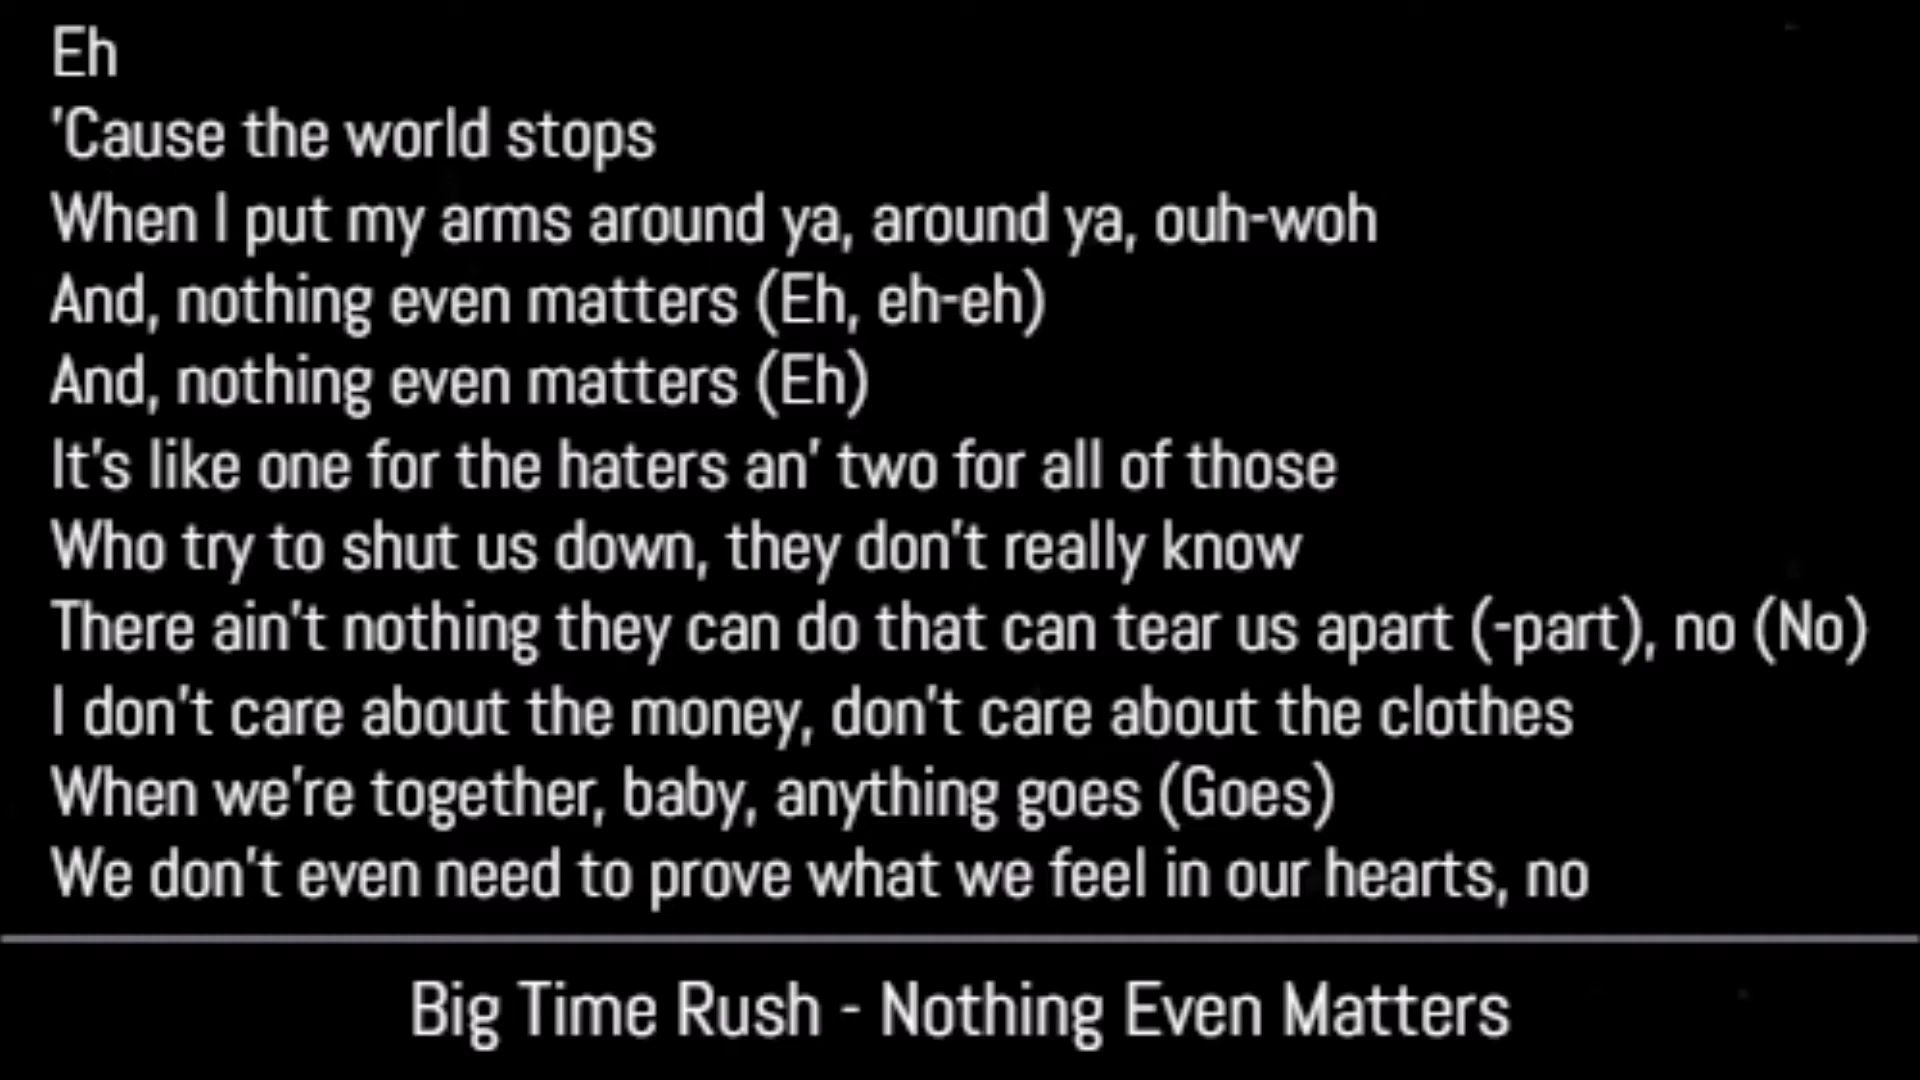 Eh
'Cause the world stops
When I put my arms around ya, around ya, ouh-woh
And, nothing even matters (Eh, eh-eh)
And, nothing even matters (Eh)
It's like one for the haters an' two for all of those
Who try to shut us down, they don't really know
There ain't nothing they can do that can tear us apart (-part), no (No)
I don't care about the money, don't care about the clothes
When we're together, baby, anything goes (Goes)
We don't even need to prove what we feel in our hearts, no
Big Time Rush - Nothing Even Matters